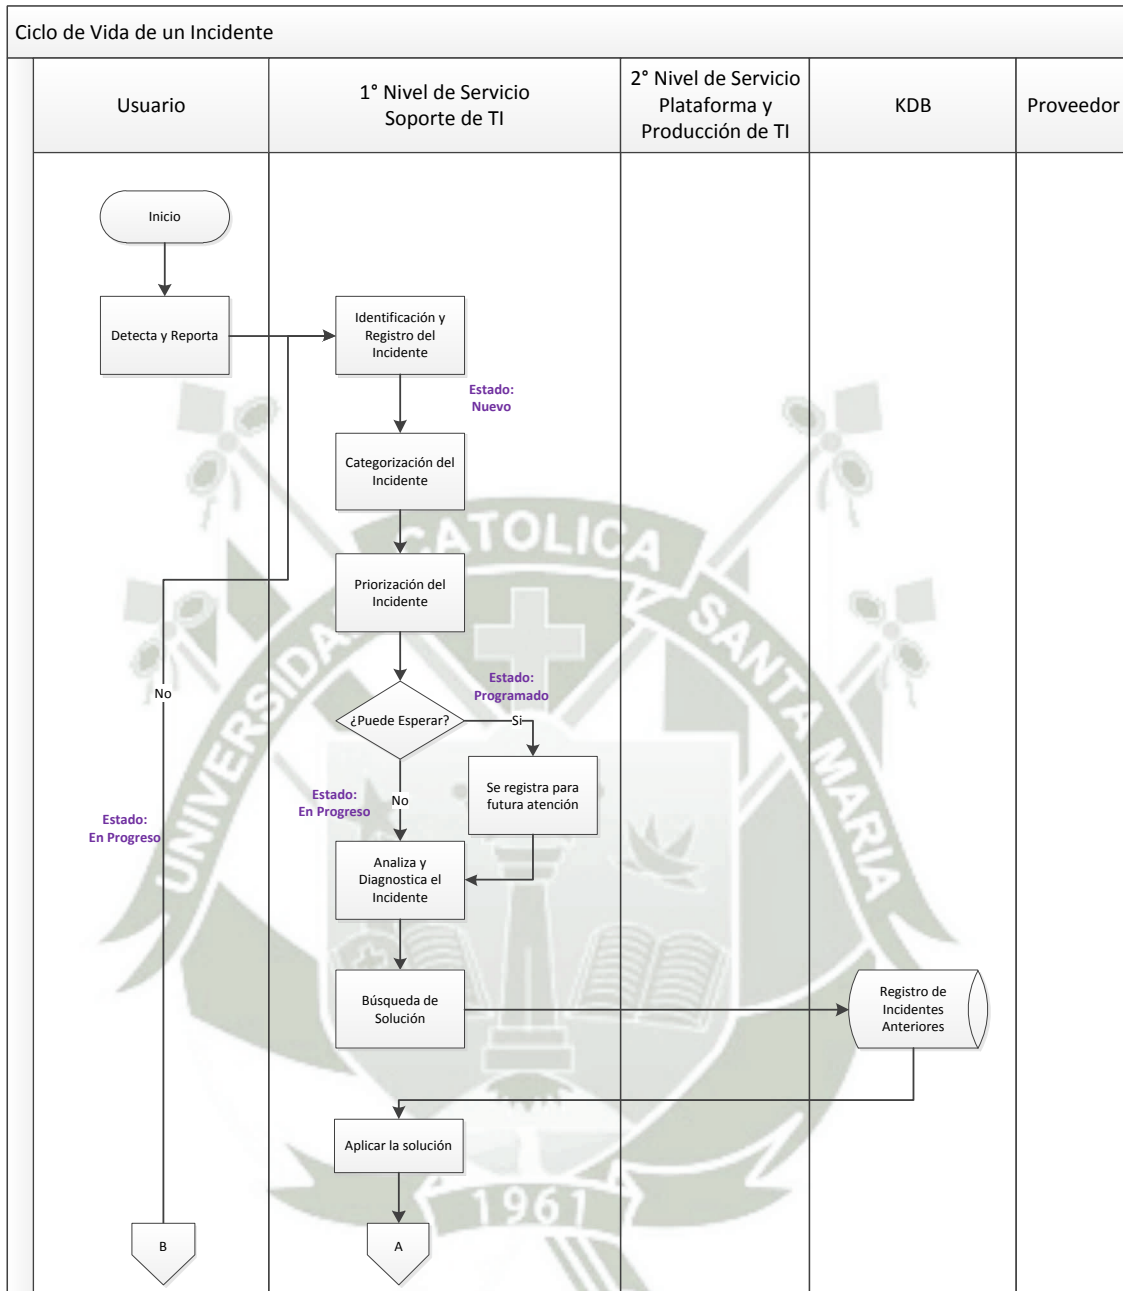 Ciclo de Vida de un Incidente
Usuario
1° Nivel de Servicio
Soporte de TI
2° Nivel de Servicio
Plataforma y
Producción de TI
KDB
Proveedor
Inicio
Detecta y Reporta
Identificación y
Registro del
Incidente
Estado:
Nuevo
Categorización del
Incidente
Priorización del
Incidente
No
Estado:
Programado
¿Puede Esperar?
Si
Se registra para
futura atención
Estado:
En Progreso
No
Estado:
En Progreso
Analiza y
Diagnostica el
Incidente
Búsqueda de
Solución
Registro de
Incidentes
Anteriores
Aplicar la solución
B
A
UNIVERSIDAD CATOLICA SANTA MARIA
1961